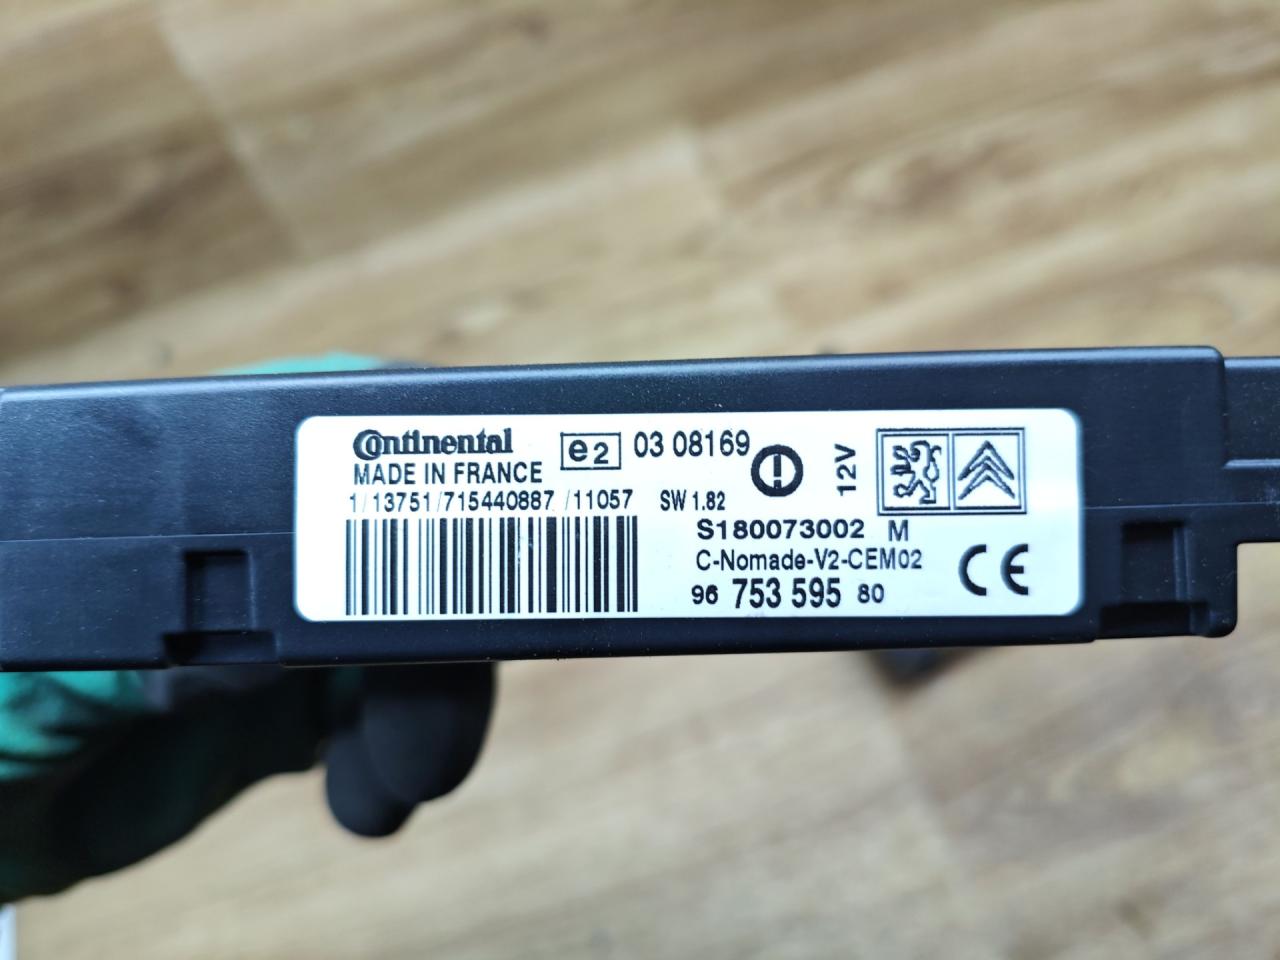 Continental
MADE IN FRANCE
e2 03 08169
12V
1/13751/715440887 /11057 SW 1.82
S180073002 M
C-Nomade-V2-CEM02
96 753 595 80
CE